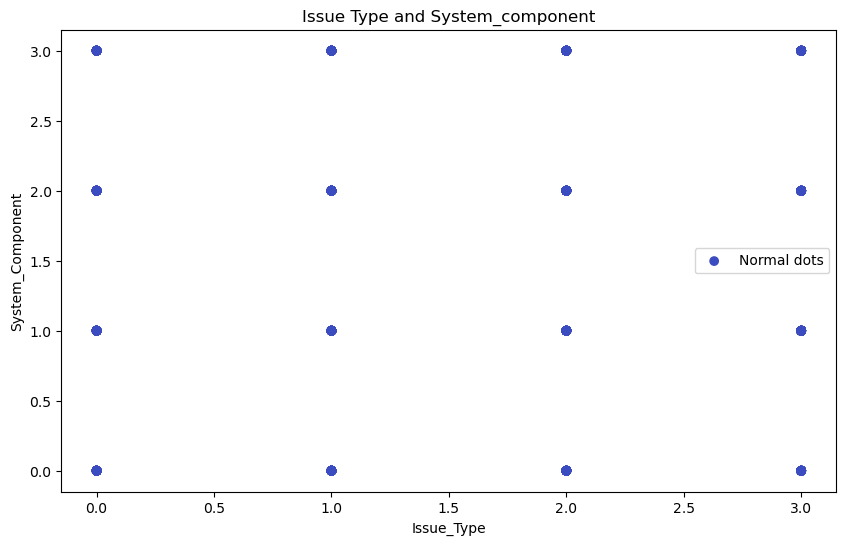 Issue Type and System_component
3.0
2.5
2.0
1.5
1.0
0.5
0.0
System_Component
Normal dots
0.0 0.5 1.0 1.5 2.0 2.5 3.0
Issue_Type